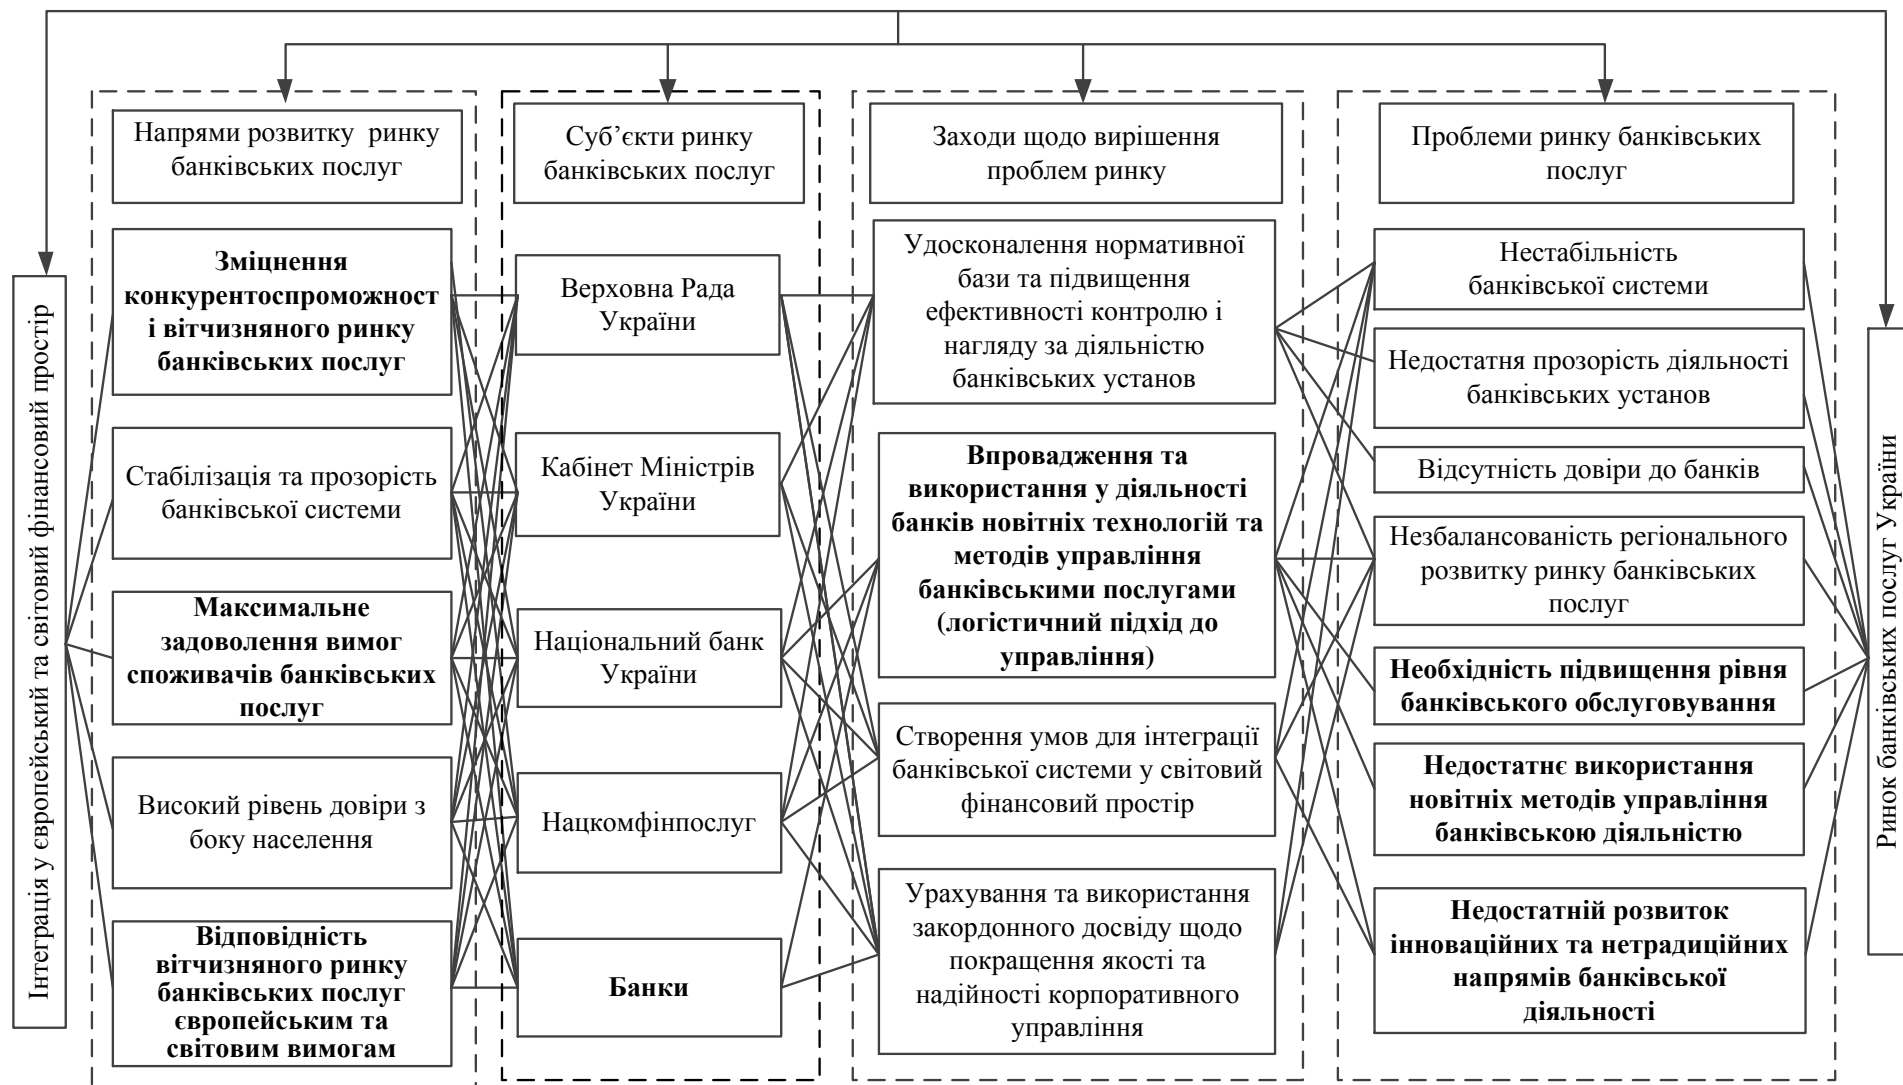 Інтеграція у європейський та світовий фінансовий простір
Напрями розвитку ринку
банківських послуг
Зміцнення
конкурентоспроможност
і вітчизняного ринку
банківських послуг
Стабілізація та прозорість
банківської системи
Максимальне
задоволення вимог
споживачів банківських
послуг
Високий рівень довіри з
боку населення
Відповідність
вітчизняного ринку
банківських послуг
європейським та
світовим вимогам
Суб’єкти ринку
банківських послуг
Верховна Рада
України
Кабінет Міністрів
України
Національний банк
України
Нацкомфінпослуг
Банки
Заходи щодо вирішення
проблем ринку
Удосконалення нормативної
бази та підвищення
ефективності контролю і
нагляду за діяльністю
банківських установ
Впровадження та
використання у діяльності
банків новітніх технологій та
методів управління
банківськими послугами
(логістичний підхід до
управління)
Створення умов для інтеграції
банківської системи у світовий
фінансовий простір
Урахування та використання
закордонного досвіду щодо
покращення якості та
надійності корпоративного
управління
Проблеми ринку банківських
послуг
Нестабільність
банківської системи
Недостатня прозорість діяльності
банківських установ
Відсутність довіри до банків
Незбалансованість регіонального
розвитку ринку банківських
послуг
Необхідність підвищення рівня
банківського обслуговування
Недостатнє використання
новітніх методів управління
банківською діяльністю
Недостатній розвиток
інноваційних та нетрадиційних
напрямів банківської
діяльності
Ринок банківських послуг України